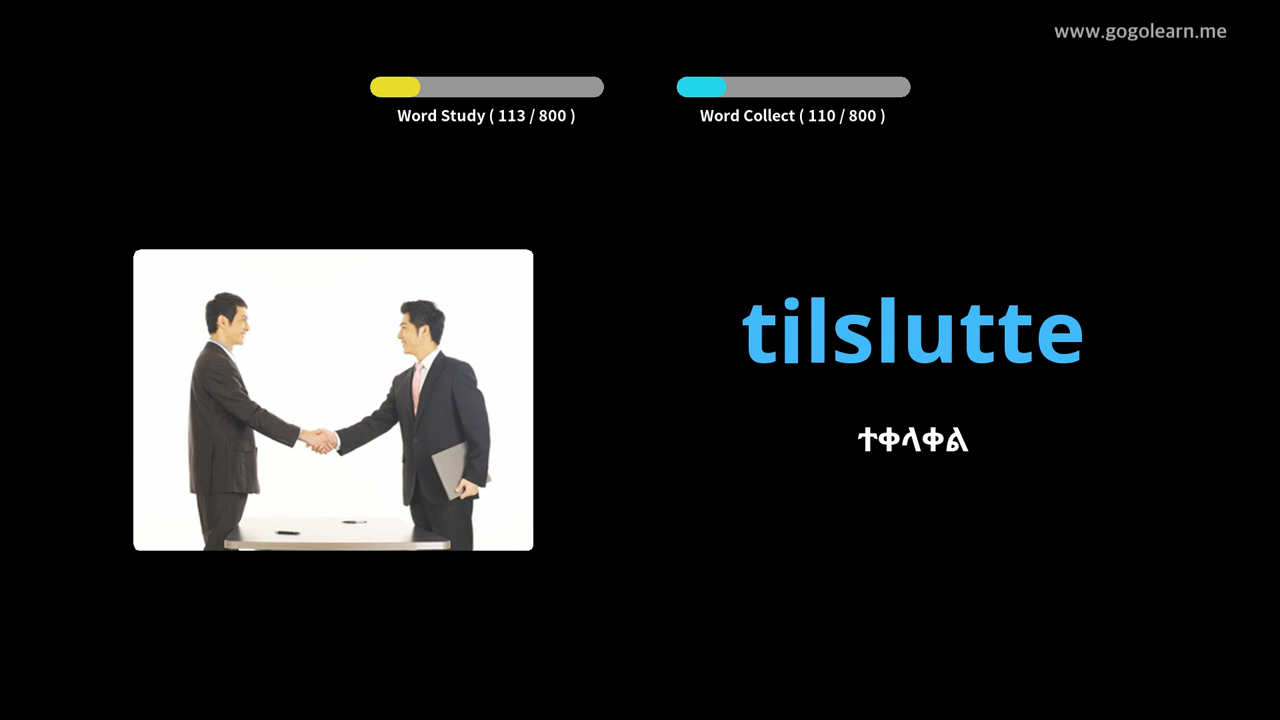 www.gogolearn.me
Word Study ( 113 / 800 )
Word Collect ( 110 / 800 )
tilslutte
ተቀላቀል